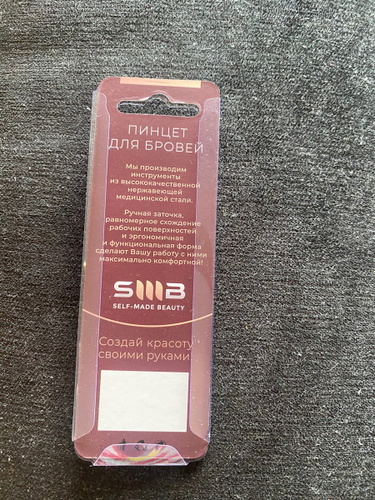 ПИНЦЕТ
ДЛЯ БРОВЕЙ
Мы производим
инструменты
из высококачественной
нержавеющей
медицинской стали.
Ручная заточка,
равномерное схождение
рабочих поверхностей
и эргономичная
и функциональная форма
сделают Вашу работу с ними
максимально комфортной!
SMB
SELF-MADE BEAUTY
Создай красоту
своими руками